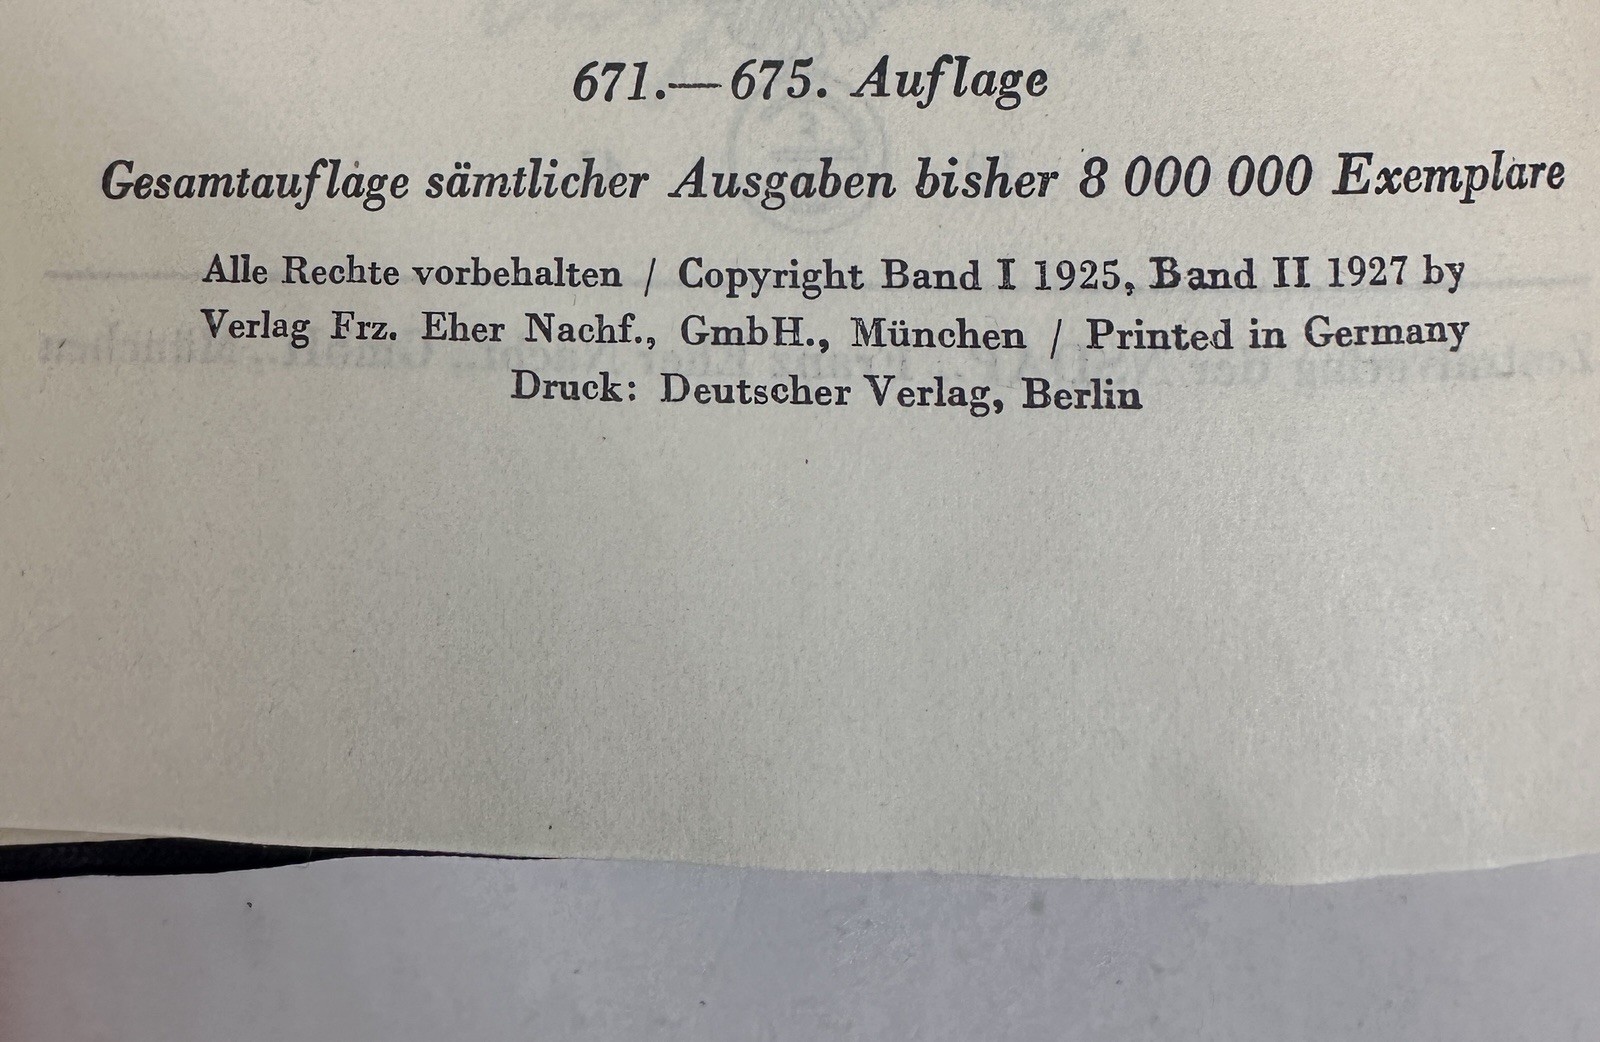 671.—675. Auflage
Gesamtauflage sämtlicher Ausgaben bisher 8 000 000 Exemplare
Alle Rechte vorbehalten / Copyright Band I 1925, Band II 1927 by
Verlag Frz. Eher Nachf., GmbH., München / Printed in Germany
Druck: Deutscher Verlag, Berlin